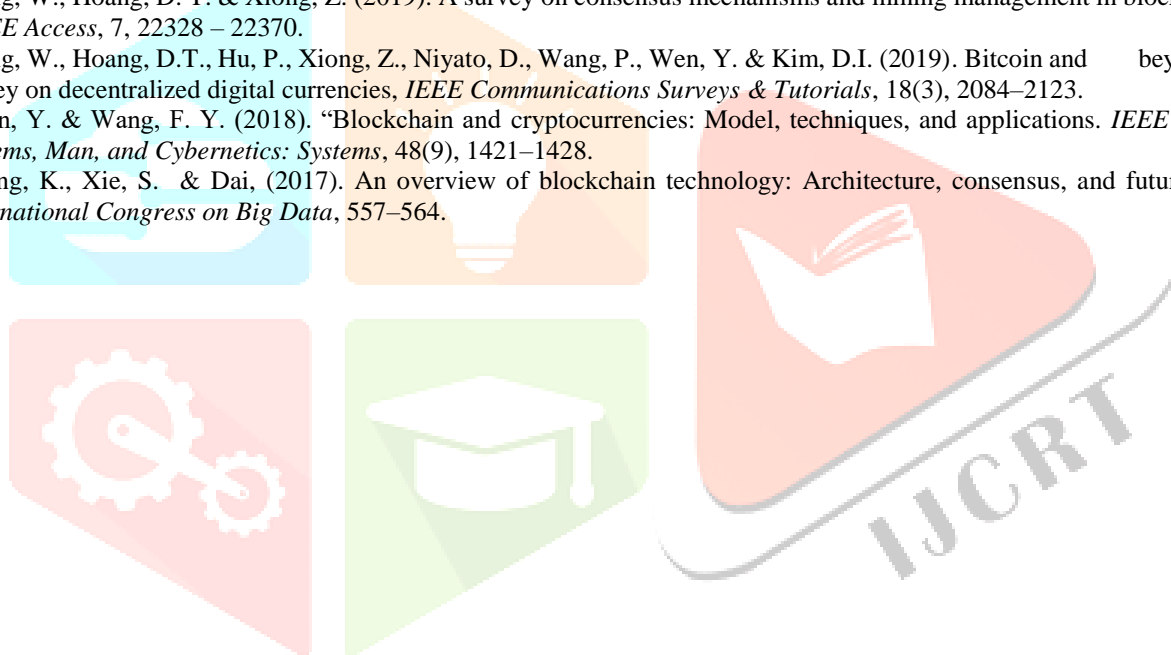 g, W., Hoang, D. T. & Xiong, Z. (2019). A survey on consensus mechanisms and mining management in block
EE Access, 7, 22328 – 22370.
g, W., Hoang, D.T., Hu, P., Xiong, Z., Niyato, D., Wang, P., Wen, Y. & Kim, D.I. (2019). Bitcoin and bey
ey on decentralized digital currencies, IEEE Communications Surveys & Tutorials, 18(3), 2084–2123.
n, Y. & Wang, F. Y. (2018). “Blockchain and cryptocurrencies: Model, techniques, and applications. IEEE
ems, Man, and Cybernetics: Systems, 48(9), 1421–1428.
ng, K., Xie, S. & Dai, (2017). An overview of blockchain technology: Architecture, consensus, and futur
rnational Congress on Big Data, 557–564.
IJCRT